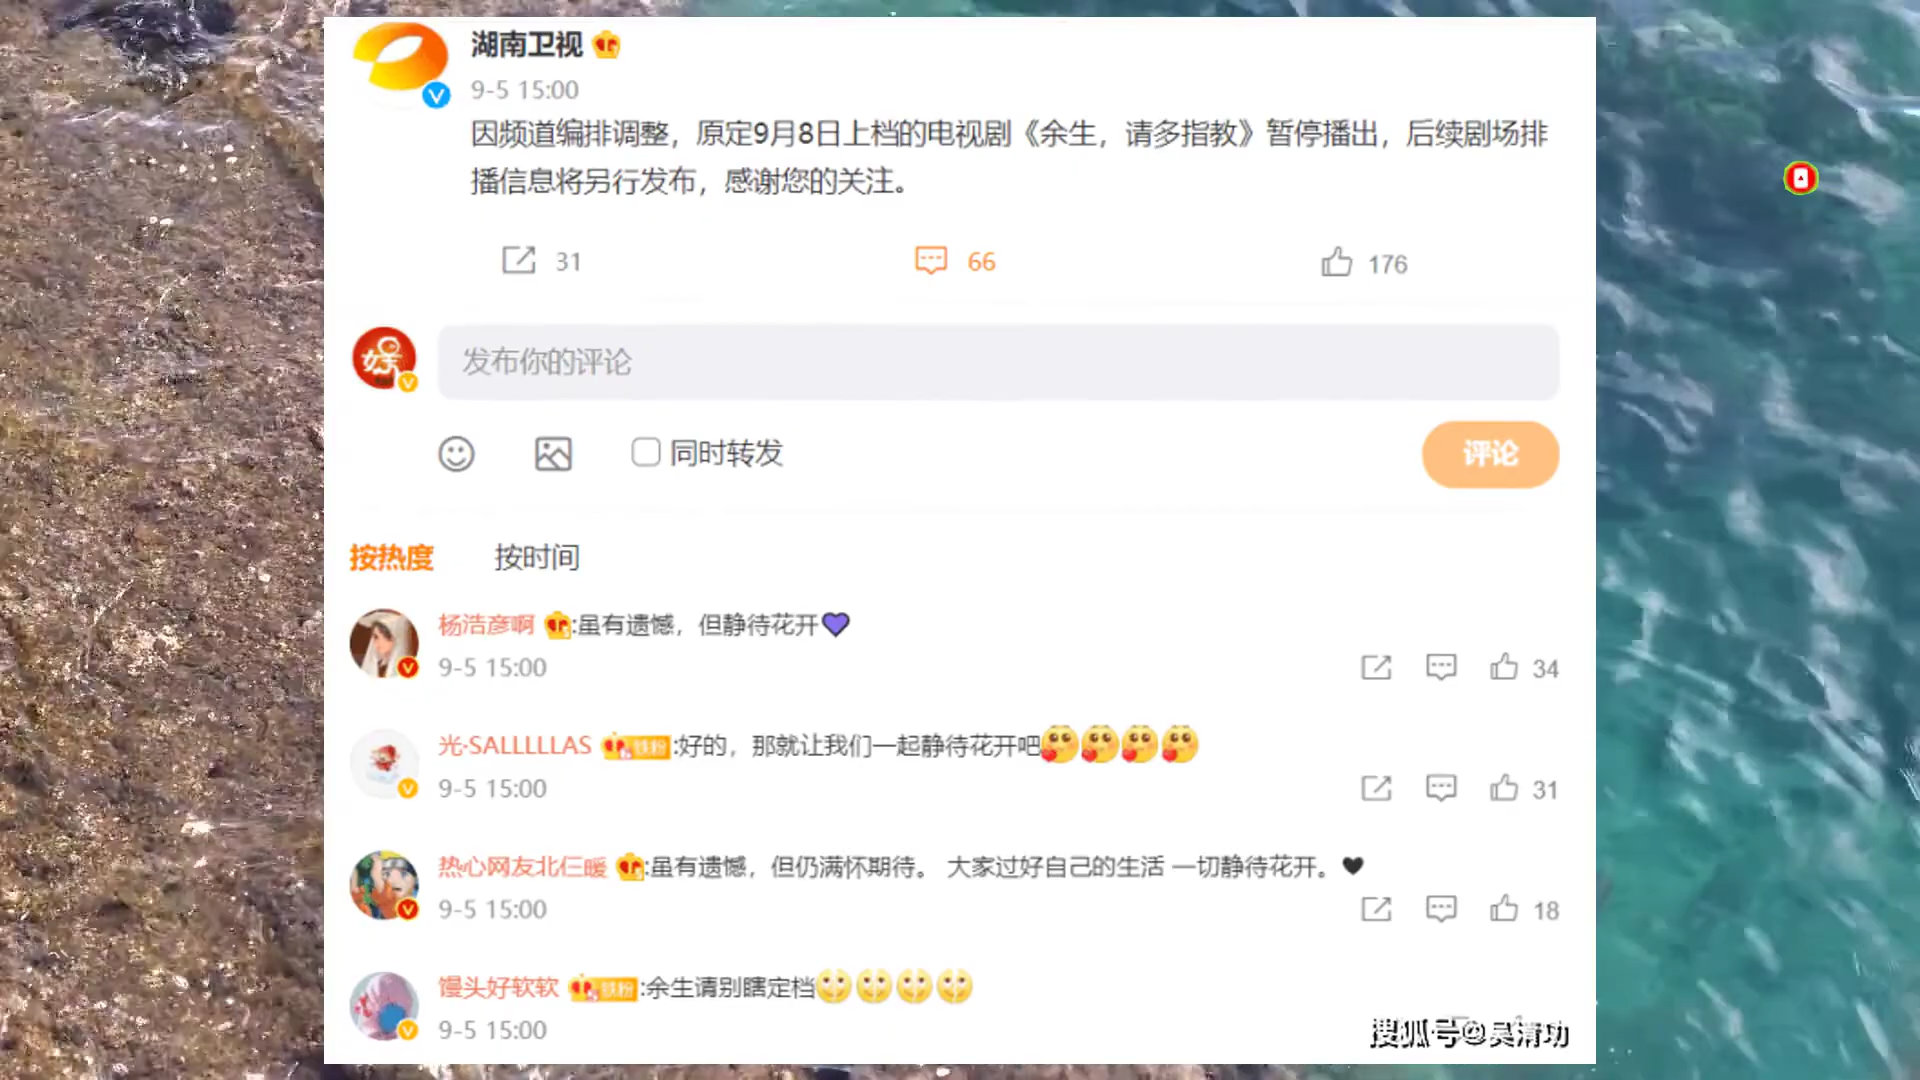 湖南卫视
9-5 15:00
因频道编排调整，原定9月8日上档的电视剧《余生，请多指教》暂停播出，后续剧场排
播信息将另行发布，感谢您的关注。
31
66
176
娱
发布你的评论
同时转发
评论
按热度
按时间
杨浩彦啊:虽有遗憾，但静待花开💜
9-5 15:00
34
光·SALLLLLAS 铁粉:好的，那就让我们一起静待花开吧
9-5 15:00
31
热心网友北仨暖:虽有遗憾，但仍满怀期待。 大家过好自己的生活 一切静待花开。🖤
9-5 15:00
18
馒头好软软 铁粉:余生请别瞎定档
9-5 15:00
搜狐号@吴清功